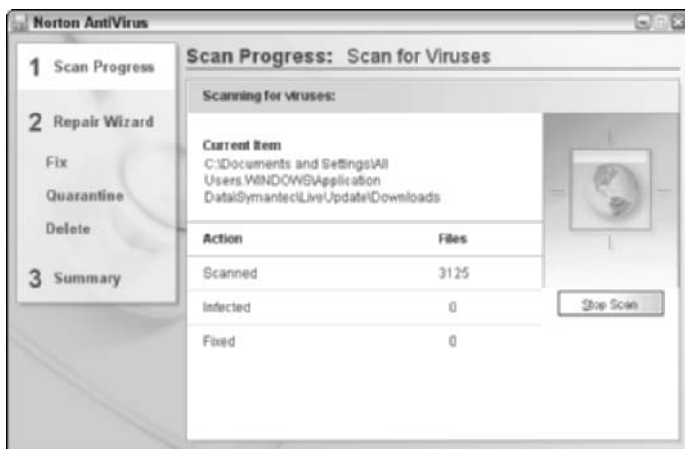 Norton AntiVirus
1 Scan Progress
2 Repair Wizard
Fix
Quarantine
Delete
3 Summary
Scan Progress: Scan for Viruses
Scanning for viruses:
Current Item
C:\Documents and Settings\All
Users.WINDOWS\Application
Data\Symantec\LiveUpdate\Downloads
Action Files
Scanned 3125
Infected 0
Fixed 0
Stop Scan